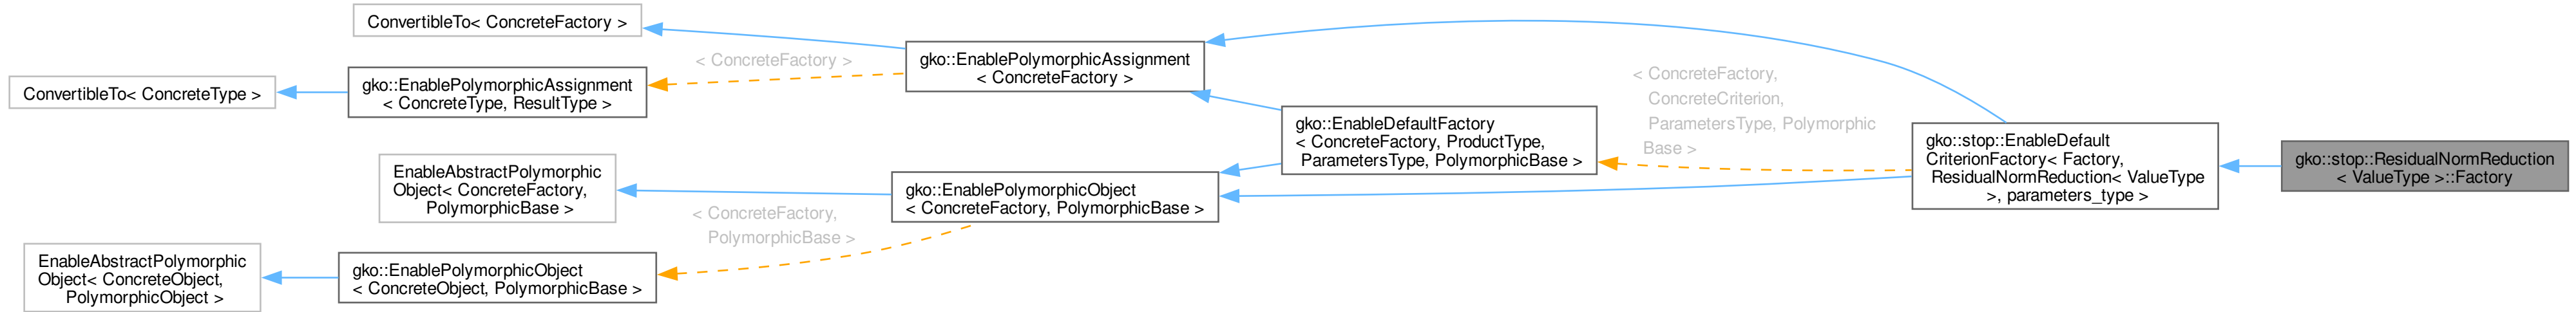 ConvertibleTo< ConcreteFactory >
ConvertibleTo< ConcreteType >
gko::EnablePolymorphicAssignment
< ConcreteType, ResultType >
< ConcreteFactory >
gko::EnablePolymorphicAssignment
< ConcreteFactory >
EnableAbstractPolymorphic
Object< ConcreteFactory,
PolymorphicBase >
EnableAbstractPolymorphic
Object< ConcreteObject,
PolymorphicObject >
gko::EnablePolymorphicObject
< ConcreteObject, PolymorphicBase >
< ConcreteFactory,
PolymorphicBase >
gko::EnablePolymorphicObject
< ConcreteFactory, PolymorphicBase >
gko::EnableDefaultFactory
< ConcreteFactory, ProductType,
ParametersType, PolymorphicBase >
< ConcreteFactory,
ConcreteCriterion,
ParametersType, Polymorphic
Base >
gko::stop::EnableDefault
CriterionFactory< Factory,
ResidualNormReduction< ValueType
>, parameters_type >
gko::stop::ResidualNormReduction
< ValueType >::Factory